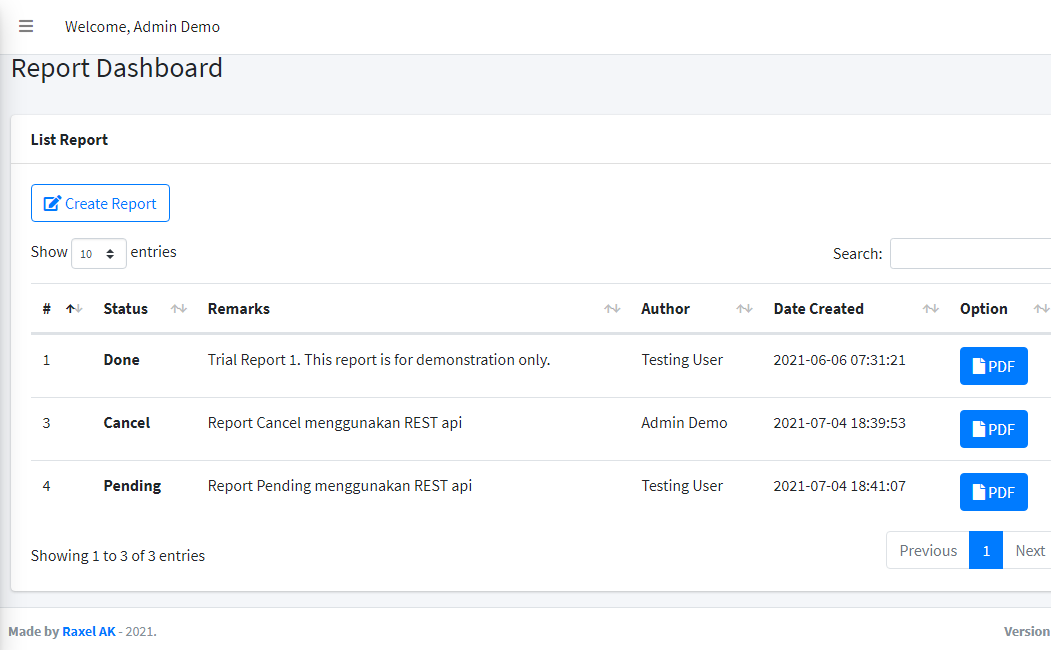 Welcome, Admin Demo
Report Dashboard
List Report
Create Report
Show 10 entries
Search:
# Status Remarks Author Date Created Option
1 Done Trial Report 1. This report is for demonstration only. Testing User 2021-06-06 07:31:21 PDF
3 Cancel Report Cancel menggunakan REST api Admin Demo 2021-07-04 18:39:53 PDF
4 Pending Report Pending menggunakan REST api Testing User 2021-07-04 18:41:07 PDF
Showing 1 to 3 of 3 entries
Previous 1 Next
Made by Raxel AK - 2021.
Version